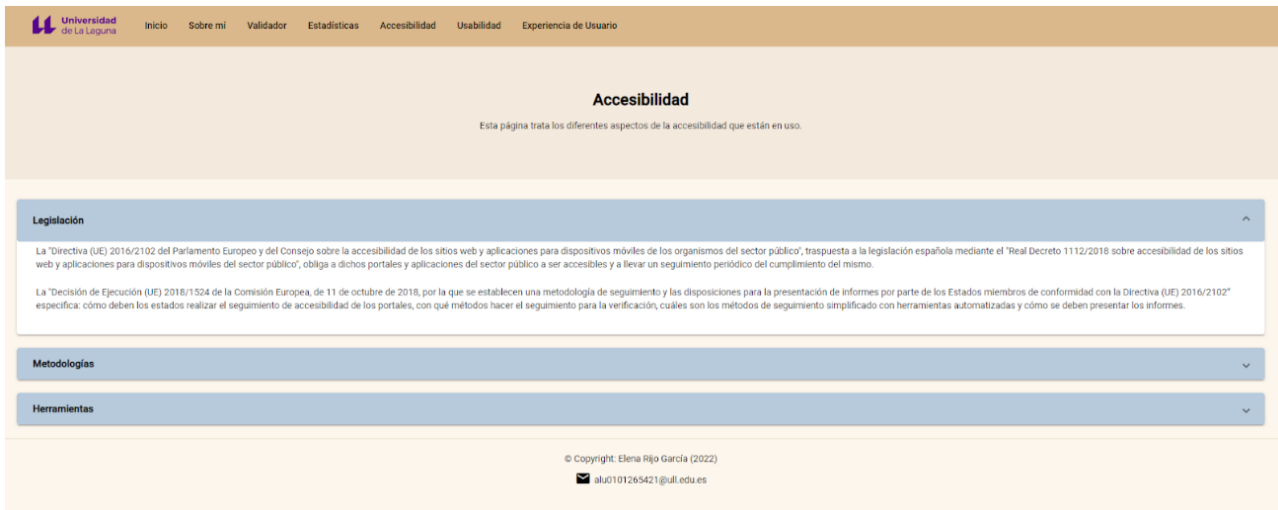 Universidad
de La Laguna
Inicio Sobre mí Validador Estadísticas Accesibilidad Usabilidad Experiencia de Usuario
Accesibilidad
Esta página trata los diferentes aspectos de la accesibilidad que están en uso.
Legislación
La "Directiva (UE) 2016/2102 del Parlamento Europeo y del Consejo sobre la accesibilidad de los sitios web y aplicaciones para dispositivos móviles de los organismos del sector público", traspuesta a la legislación española mediante el "Real Decreto 1112/2018 sobre accesibilidad de los sitios
web y aplicaciones para dispositivos móviles del sector público", obliga a dichos portales y aplicaciones del sector público a ser accesibles y a llevar un seguimiento periódico del cumplimiento del mismo.
La "Decisión de Ejecución (UE) 2018/1524 de la Comisión Europea, de 11 de octubre de 2018, por la que se establecen una metodología de seguimiento y las disposiciones para la presentación de informes por parte de los Estados miembros de conformidad con la Directiva (UE) 2016/2102"
especifica: cómo deben los estados realizar el seguimiento de accesibilidad de los portales, con qué métodos hacer el seguimiento para la verificación, cuáles son los métodos de seguimiento simplificado con herramientas automatizadas y cómo se deben presentar los informes.
Metodologías
Herramientas
© Copyright: Elena Rijo García (2022)
alu0101265421@ull.edu.es